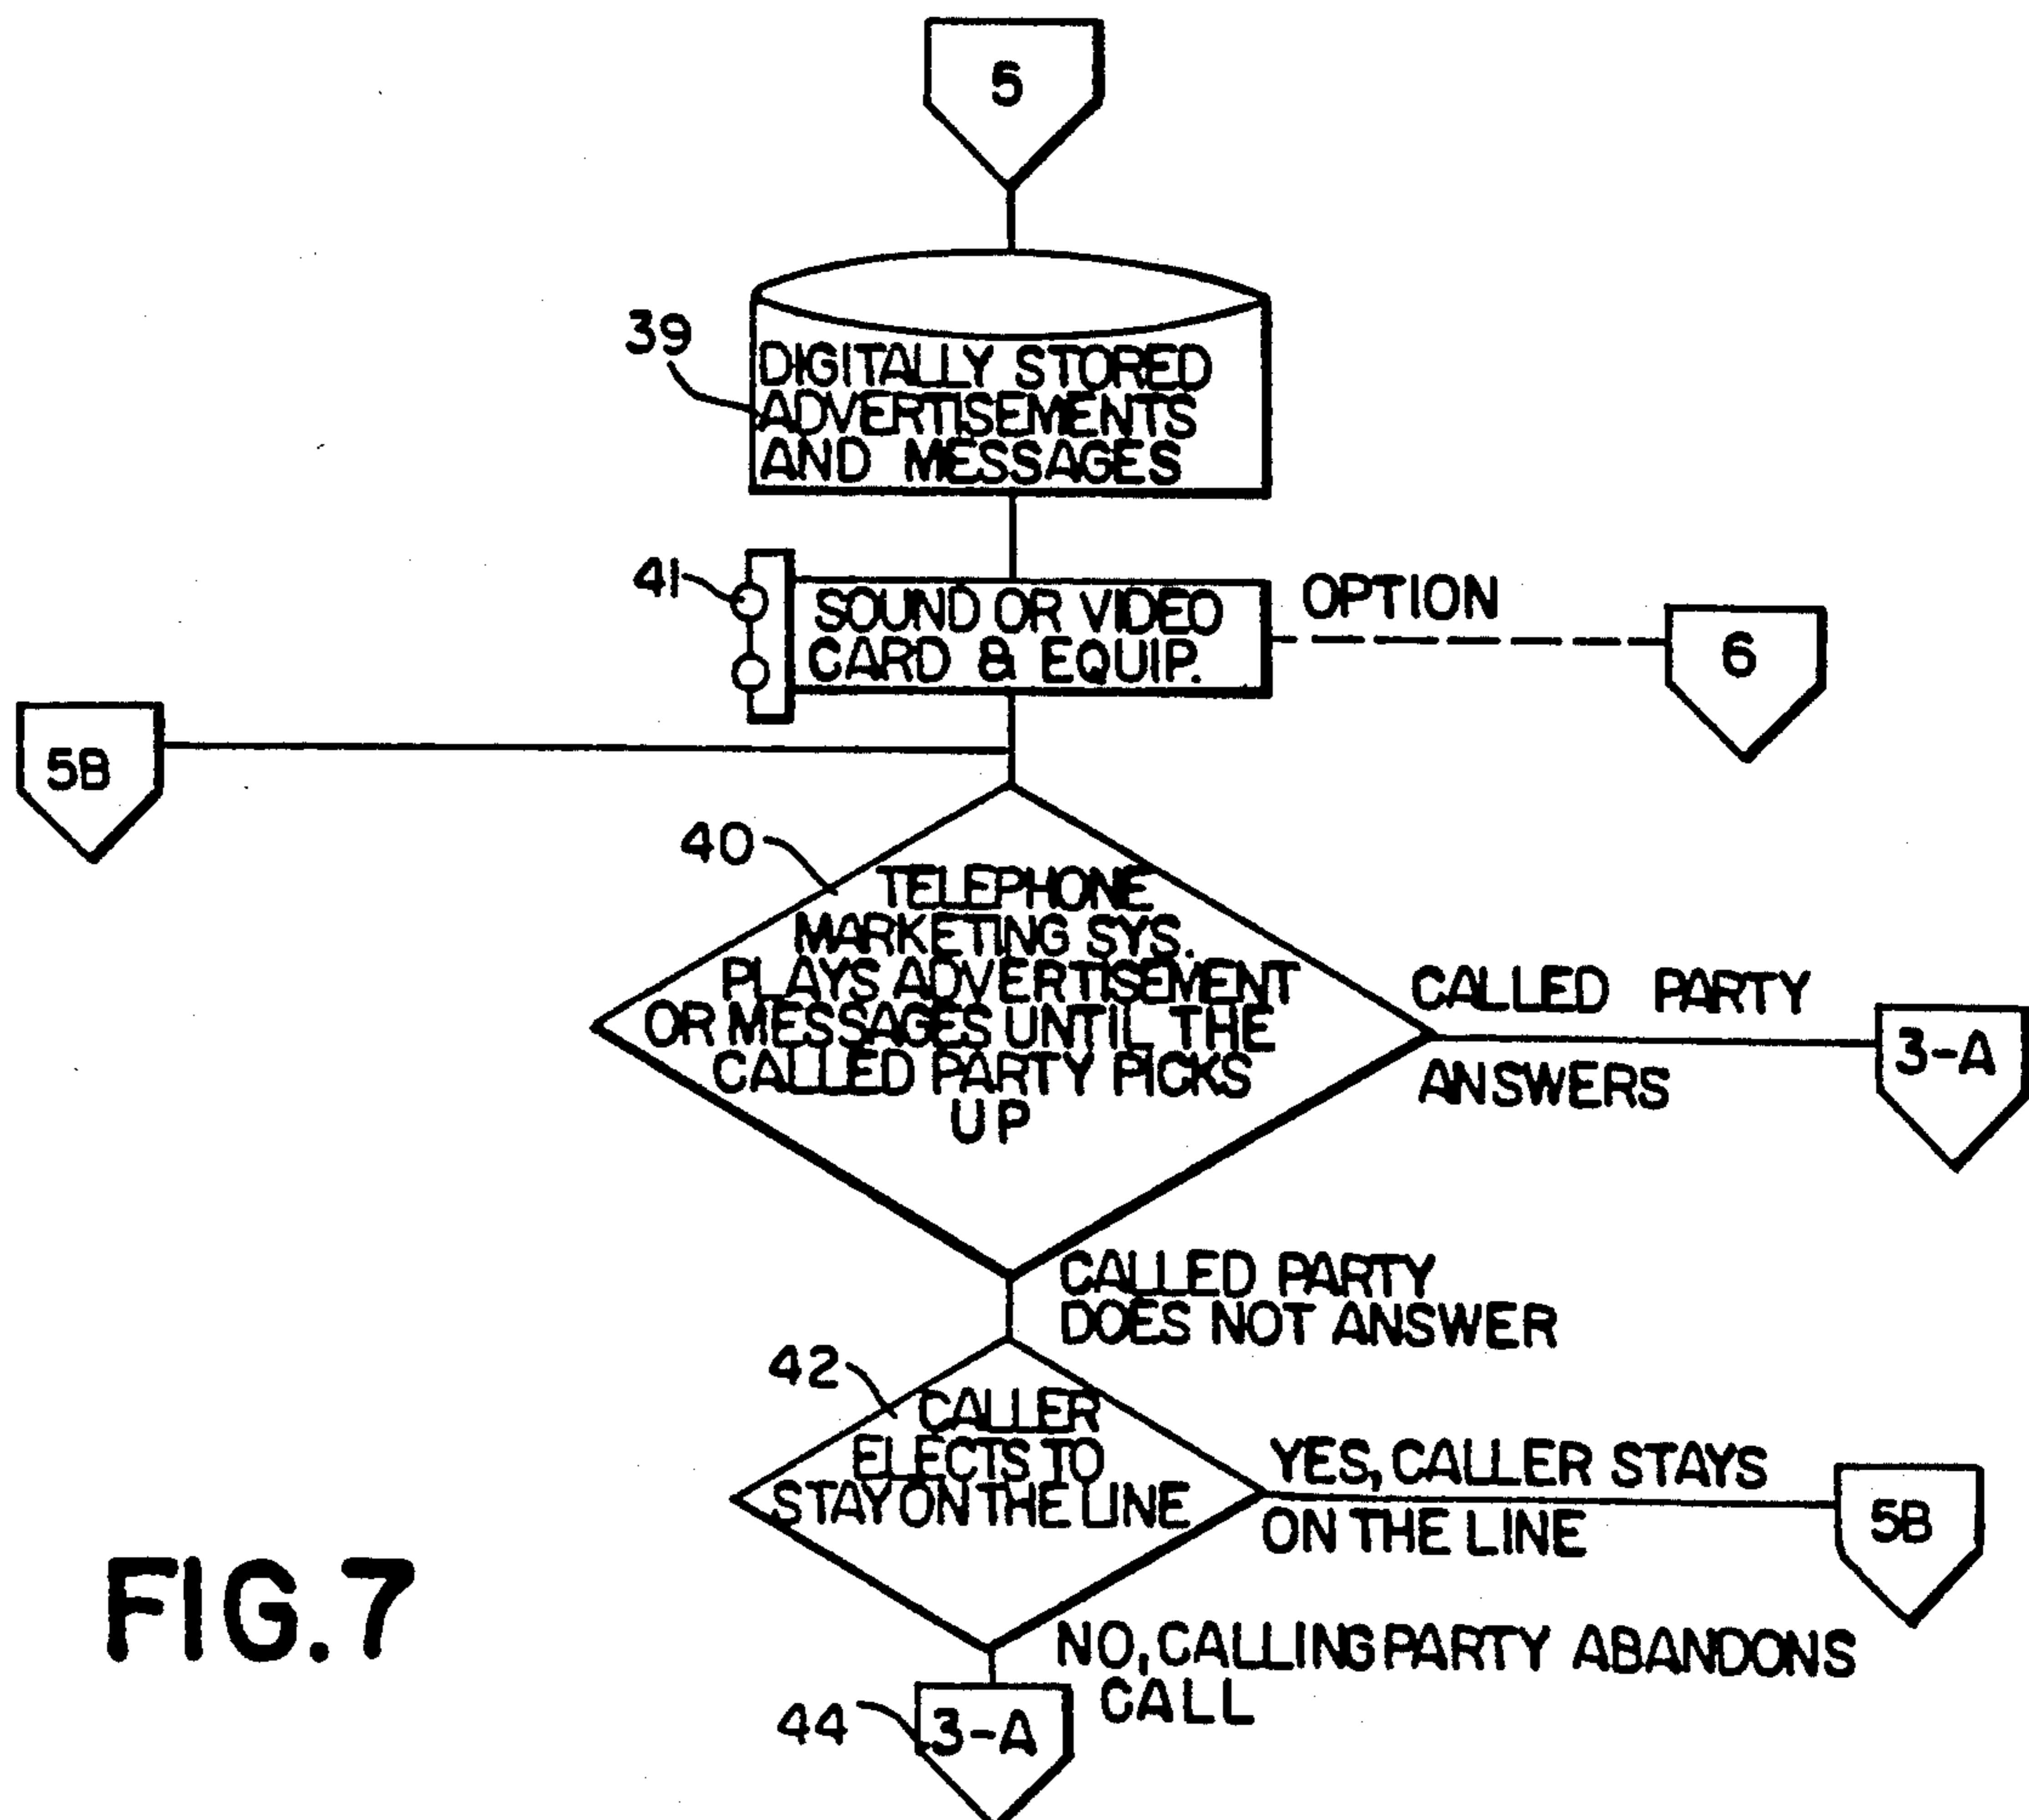 5
39
DIGITALLY STORED
ADVERTISEMENTS
AND MESSAGES
41
SOUND OR VIDEO
CARD & EQUIP.
OPTION
6
5B
40
TELEPHONE
MARKETING SYS.
PLAYS ADVERTISEMENT
OR MESSAGES UNTIL THE
CALLED PARTY PICKS
UP
CALLED PARTY
ANSWERS
3-A
CALLED PARTY
DOES NOT ANSWER
42
CALLER
ELECTS TO
STAY ON THE LINE
YES, CALLER STAYS
ON THE LINE
5B
NO, CALLING PARTY ABANDONS
CALL
44
3-A
FIG. 7